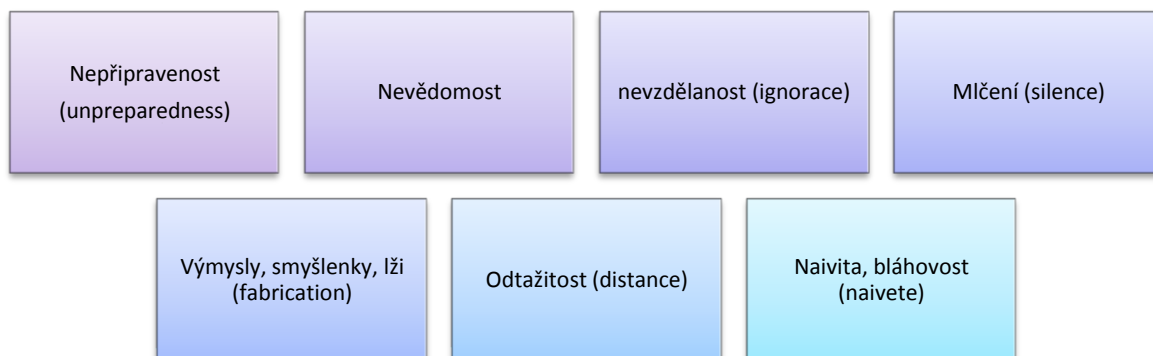 Nepřipravenost
(unpreparedness)
Nevědomost
nevzdělanost (ignorace)
Mlčení (silence)
Výmysly, smyšlenky, lži
(fabrication)
Odtažitost (distance)
Naivita, bláhovost
(naivete)